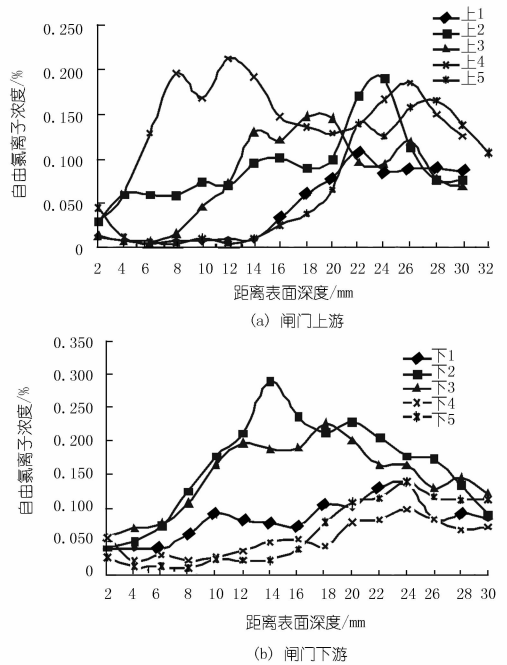 0.250
0.200
0.150
0.100
0.050
0
自由氯离子浓度/%
上1
上2
上3
上4
上5
2 4 6 8 10 12 14 16 18 20 22 24 26 28 30 32
距离表面深度/mm
(a) 闸门上游
0.350
0.300
0.250
0.200
0.150
0.100
0.050
0
自由氯离子浓度/%
下1
下2
下3
下4
下5
2 4 6 8 10 12 14 16 18 20 22 24 26 28 30
距离表面深度/mm
(b) 闸门下游